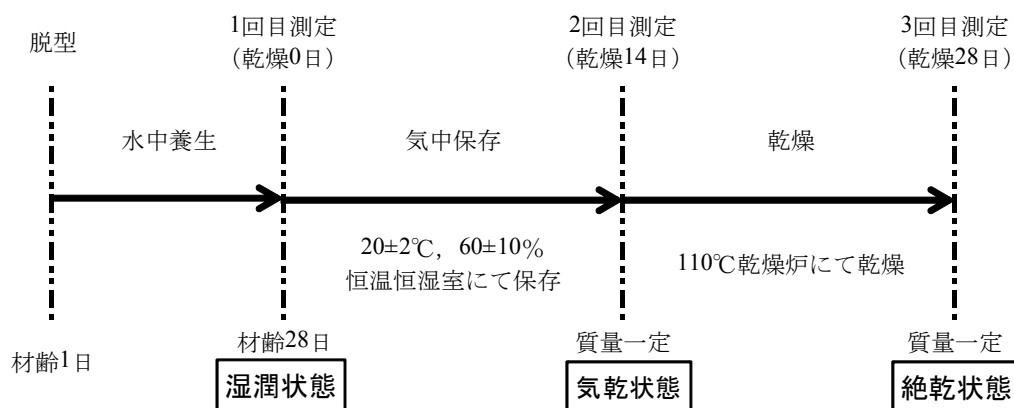 脱型
1回目測定
(乾燥0日)
2回目測定
(乾燥14日)
3回目測定
(乾燥28日)
水中養生
気中保存
乾燥
20±2℃, 60±10%
恒温恒湿室にて保存
110℃乾燥炉にて乾燥
材齢1日
材齢28日
質量一定
質量一定
湿潤状態
気乾状態
絶乾状態